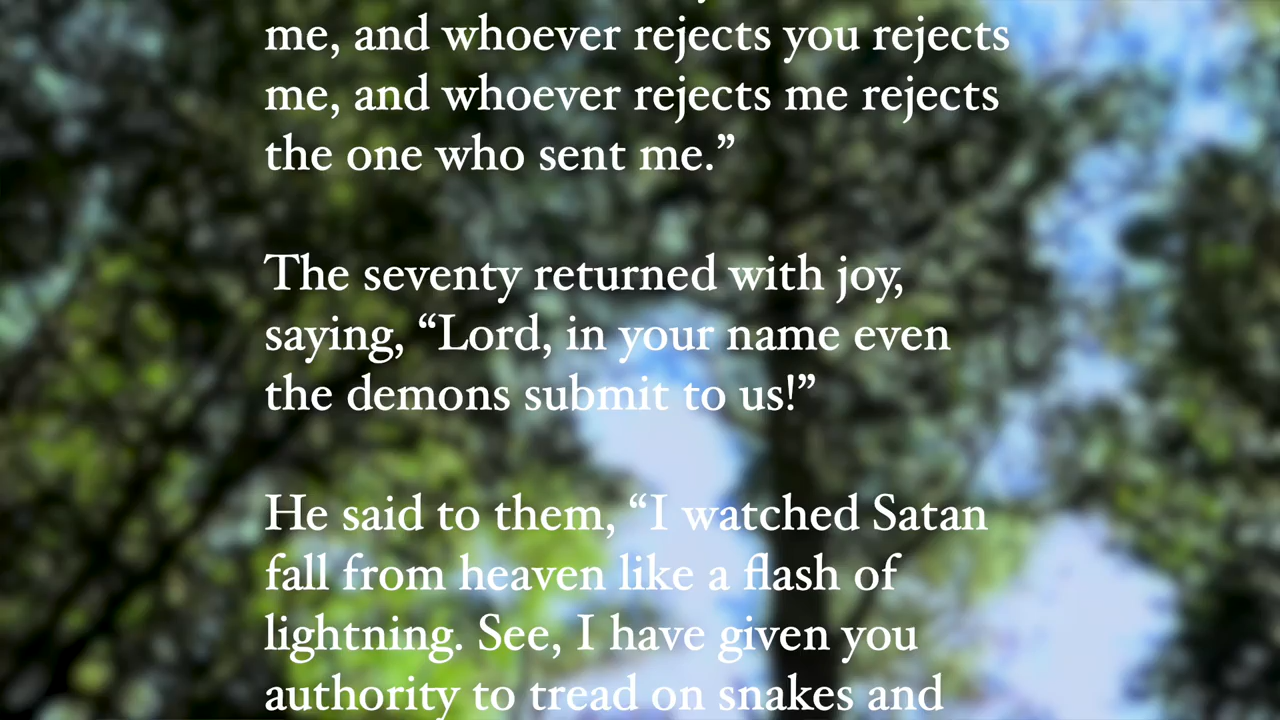 me, and whoever rejects you rejects
me, and whoever rejects me rejects
the one who sent me.”
The seventy returned with joy,
saying, “Lord, in your name even
the demons submit to us!”
He said to them, “I watched Satan
fall from heaven like a flash of
lightning. See, I have given you
authority to tread on snakes and